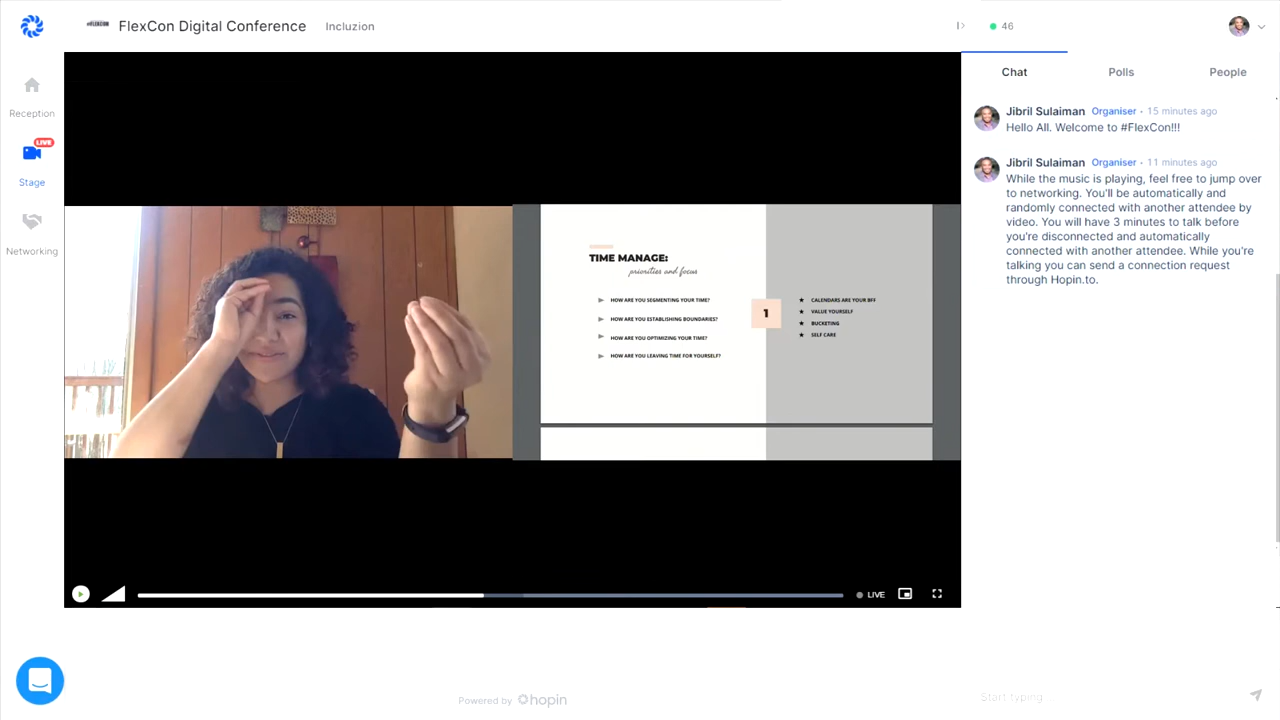 #FLEXCON
FlexCon Digital Conference
Incluzion
46
Reception
LIVE
Stage
Networking
TIME MANAGE:
priorities and focus
HOW ARE YOU SEGMENTING YOUR TIME?
HOW ARE YOU ESTABLISHING BOUNDARIES?
HOW ARE YOU OPTIMIZING YOUR TIME?
HOW ARE YOU LEAVING TIME FOR YOURSELF?
1
CALENDARS ARE YOUR BFF
VALUE YOURSELF
BUCKETING
SELF CARE
LIVE
Chat
Polls
People
Jibril Sulaiman Organiser • 15 minutes ago
Hello All. Welcome to #FlexCon!!!
Jibril Sulaiman Organiser • 11 minutes ago
While the music is playing, feel free to jump over
to networking. You'll be automatically and
randomly connected with another attendee by
video. You will have 3 minutes to talk before
you're disconnected and automatically
connected with another attendee. While you're
talking you can send a connection request
through Hopin.to.
Start typing
Powered by hopin